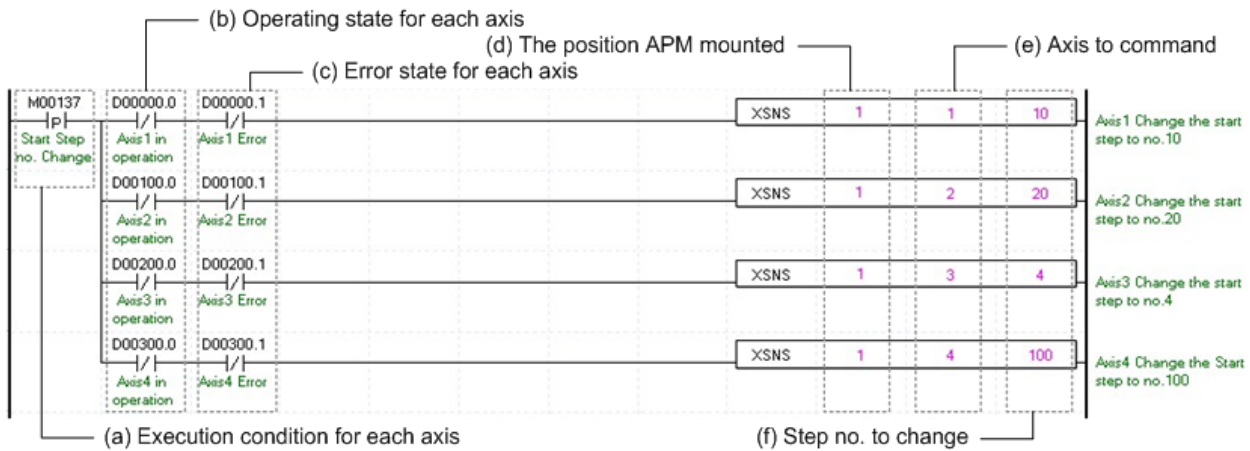 (b) Operating state for each axis
(d) The position APM mounted
(e) Axis to command
(c) Error state for each axis
M00137
P
Start Step
no. Change
D00000.0
Axis1 in
operation
D00000.1
Axis1 Error
XSNS 1 1 10
Axis1 Change the start
step to no.10
D00100.0
Axis2 in
operation
D00100.1
Axis2 Error
XSNS 1 2 20
Axis2 Change the start
step to no.20
D00200.0
Axis3 in
operation
D00200.1
Axis3 Error
XSNS 1 3 4
Axis3 Change the start
step to no.4
D00300.0
Axis4 in
operation
D00300.1
Axis4 Error
XSNS 1 4 100
Axis4 Change the Start
step to no.100
(a) Execution condition for each axis
(f) Step no. to change